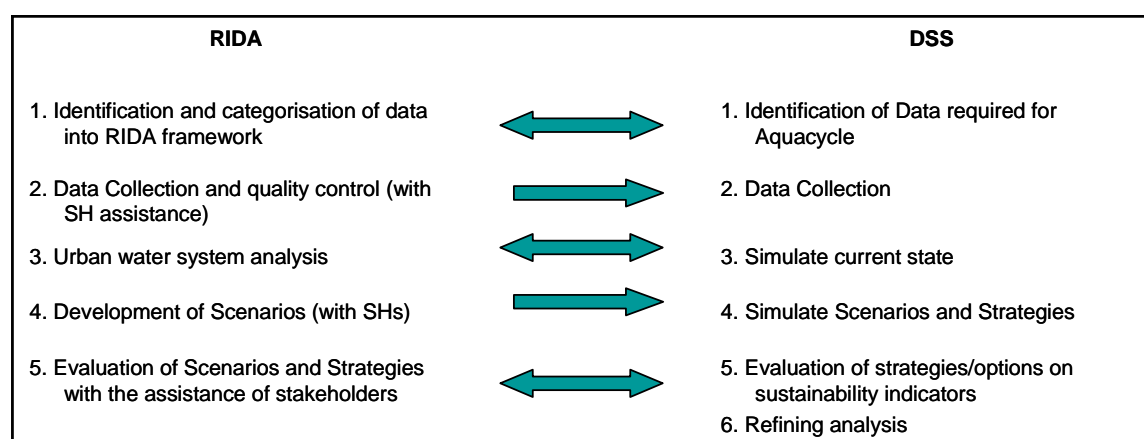 RIDA
DSS
1. Identification and categorisation of data
into RIDA framework
1. Identification of Data required for
Aquacycle
2. Data Collection and quality control (with
SH assistance)
2. Data Collection
3. Urban water system analysis
3. Simulate current state
4. Development of Scenarios (with SHs)
4. Simulate Scenarios and Strategies
5. Evaluation of Scenarios and Strategies
with the assistance of stakeholders
5. Evaluation of strategies/options on
sustainability indicators
6. Refining analysis